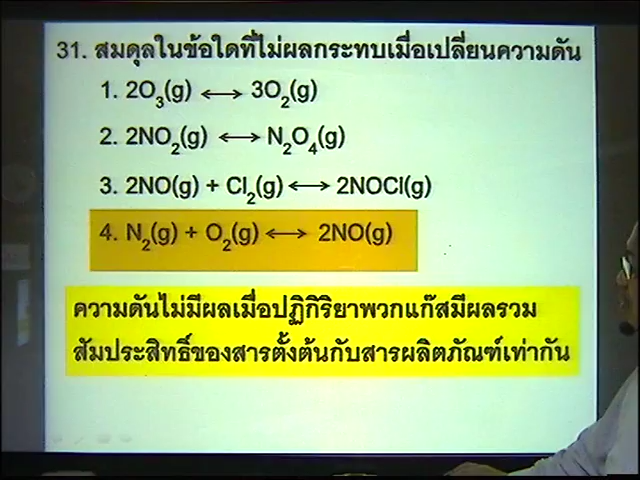 31. สมดุลในข้อใดที่ไม่ผลกระทบเมื่อเปลี่ยนความดัน
1. 2O₃(g) ⟷ 3O₂(g)
2. 2NO₂(g) ⟷ N₂O₄(g)
3. 2NO(g) + Cl₂(g) ⟷ 2NOCl(g)
4. N₂(g) + O₂(g) ⟷ 2NO(g)
ความดันไม่มีผลเมื่อปฏิกิริยาพวกแก๊สมีผลรวม
สัมประสิทธิ์ของสารตั้งต้นกับสารผลิตภัณฑ์เท่ากัน